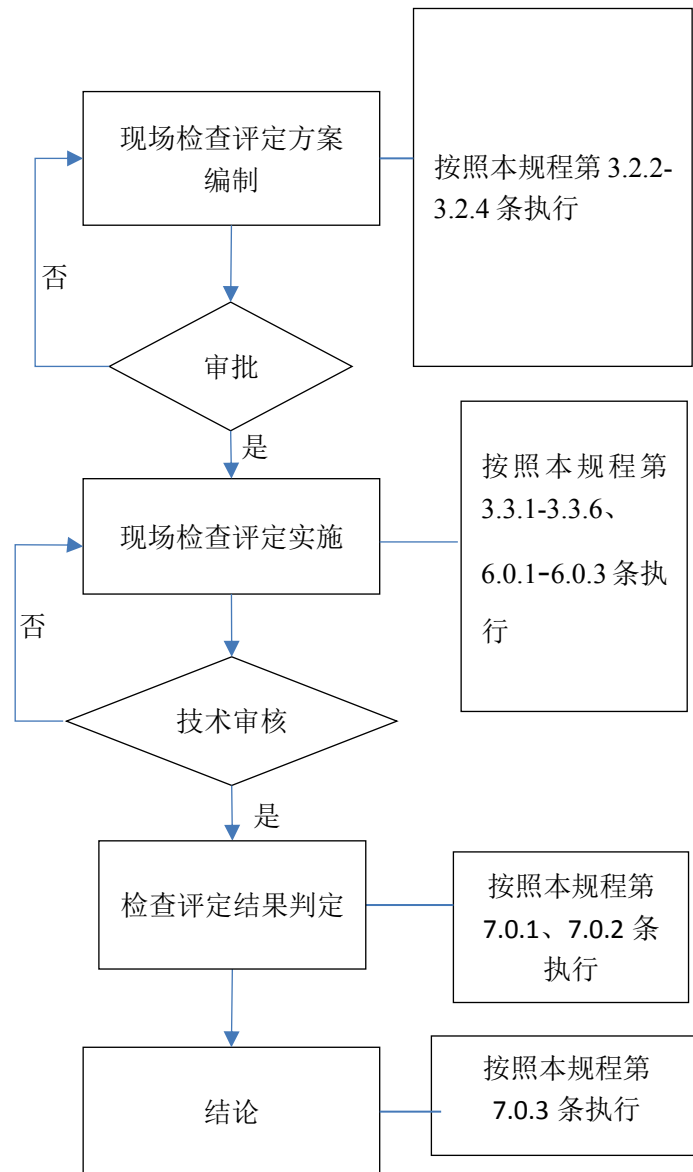 现场检查评定方案
编制
按照本规程第 3.2.2-
3.2.4 条执行
否
审批
是
按照本规程第
3.3.1-3.3.6、
6.0.1-6.0.3 条执
行
现场检查评定实施
否
技术审核
是
检查评定结果判定
按照本规程第
7.0.1、7.0.2 条
执行
结论
按照本规程第
7.0.3 条执行